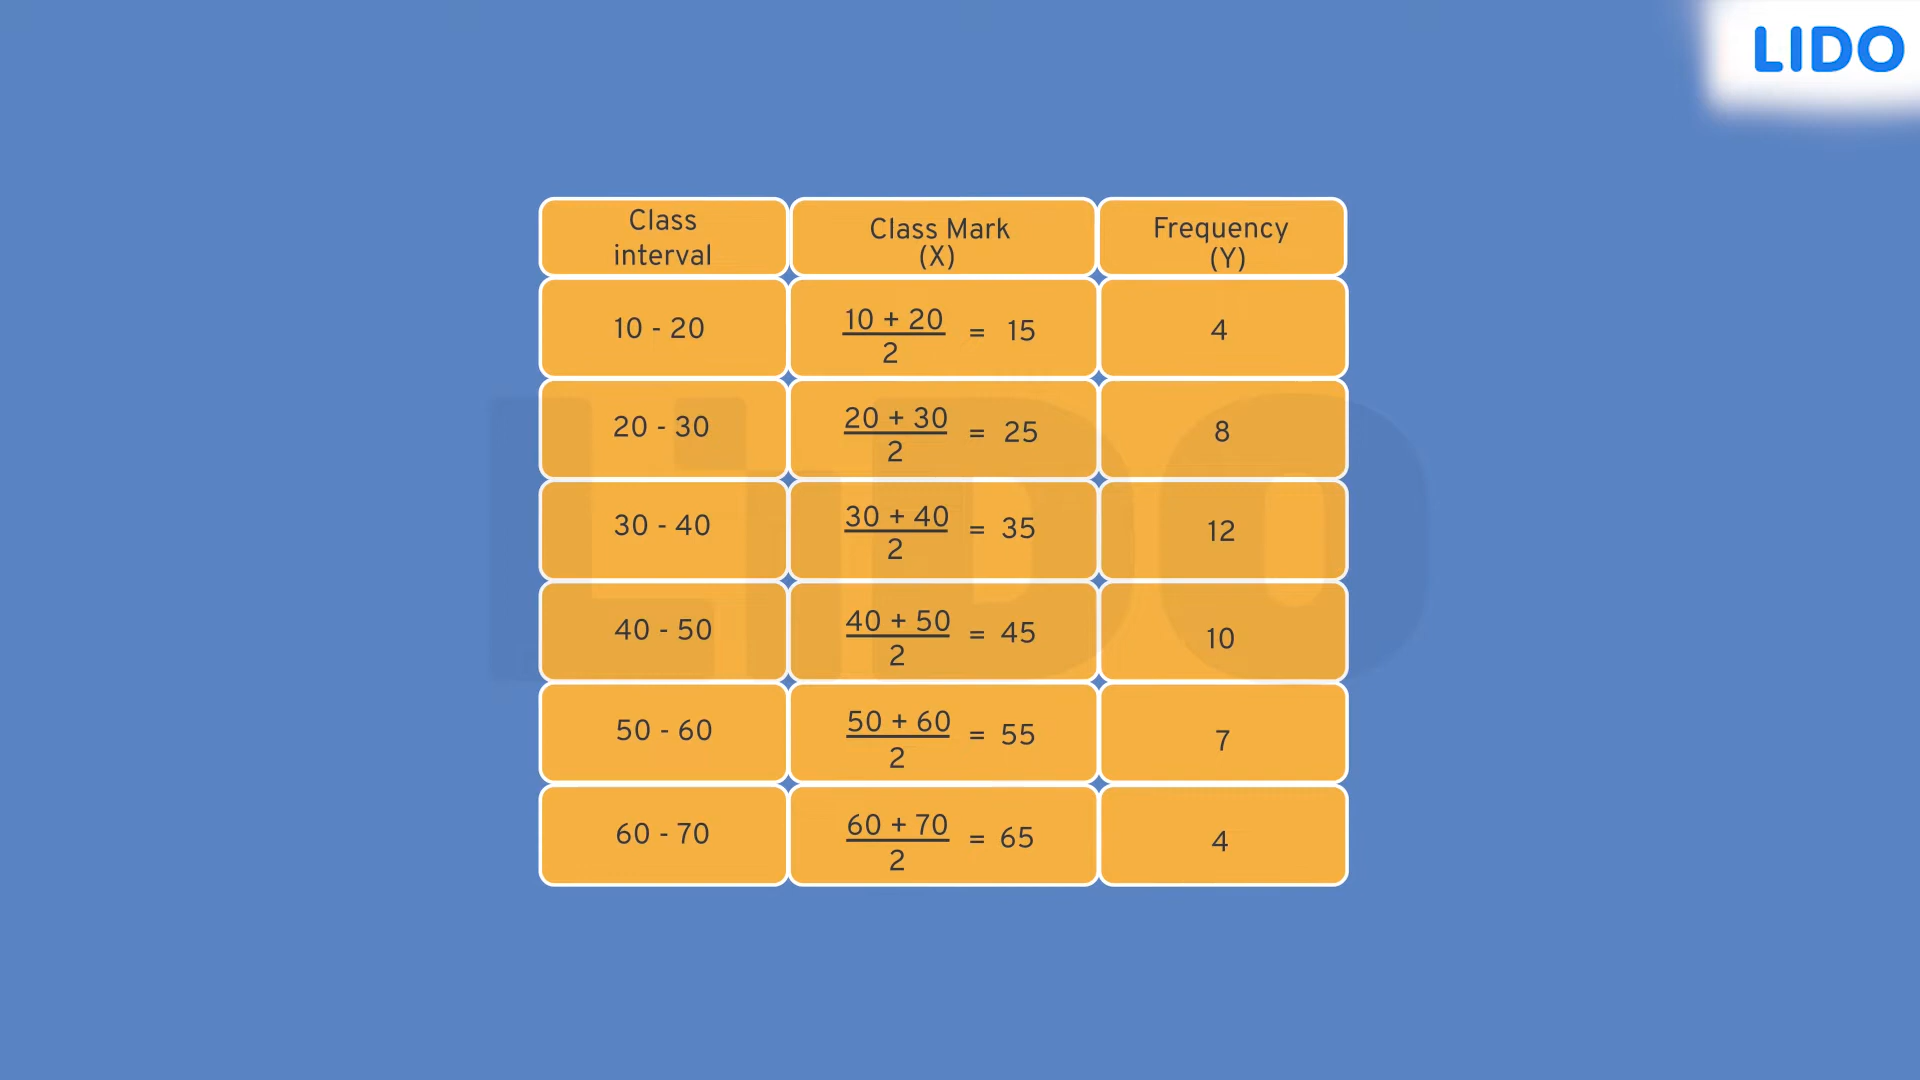 LIDO
Class interval | Class Mark (X) | Frequency (Y)
10 - 20 | 10 + 20 / 2 = 15 | 4
20 - 30 | 20 + 30 / 2 = 25 | 8
30 - 40 | 30 + 40 / 2 = 35 | 12
40 - 50 | 40 + 50 / 2 = 45 | 10
50 - 60 | 50 + 60 / 2 = 55 | 7
60 - 70 | 60 + 70 / 2 = 65 | 4
LIDO